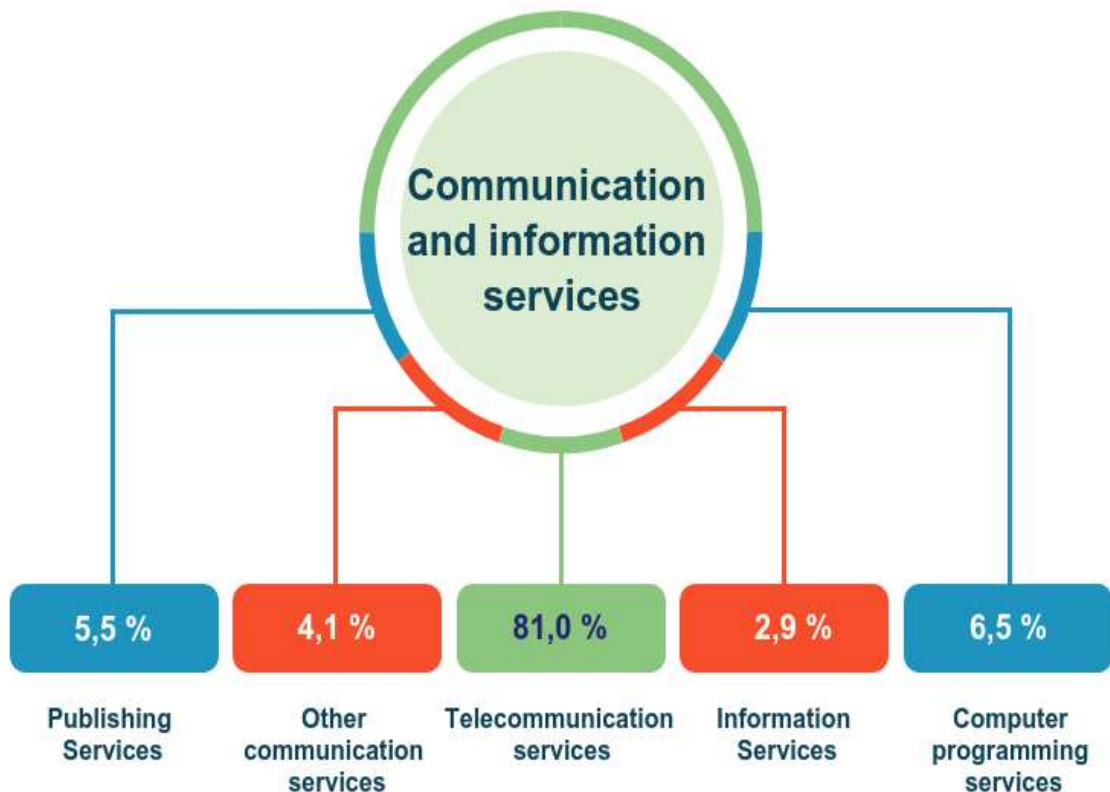 Communication
and information
services
5,5 %
4,1 %
81,0 %
2,9 %
6,5 %
Publishing
Services
Other
communication
services
Telecommunication
services
Information
Services
Computer
programming
services